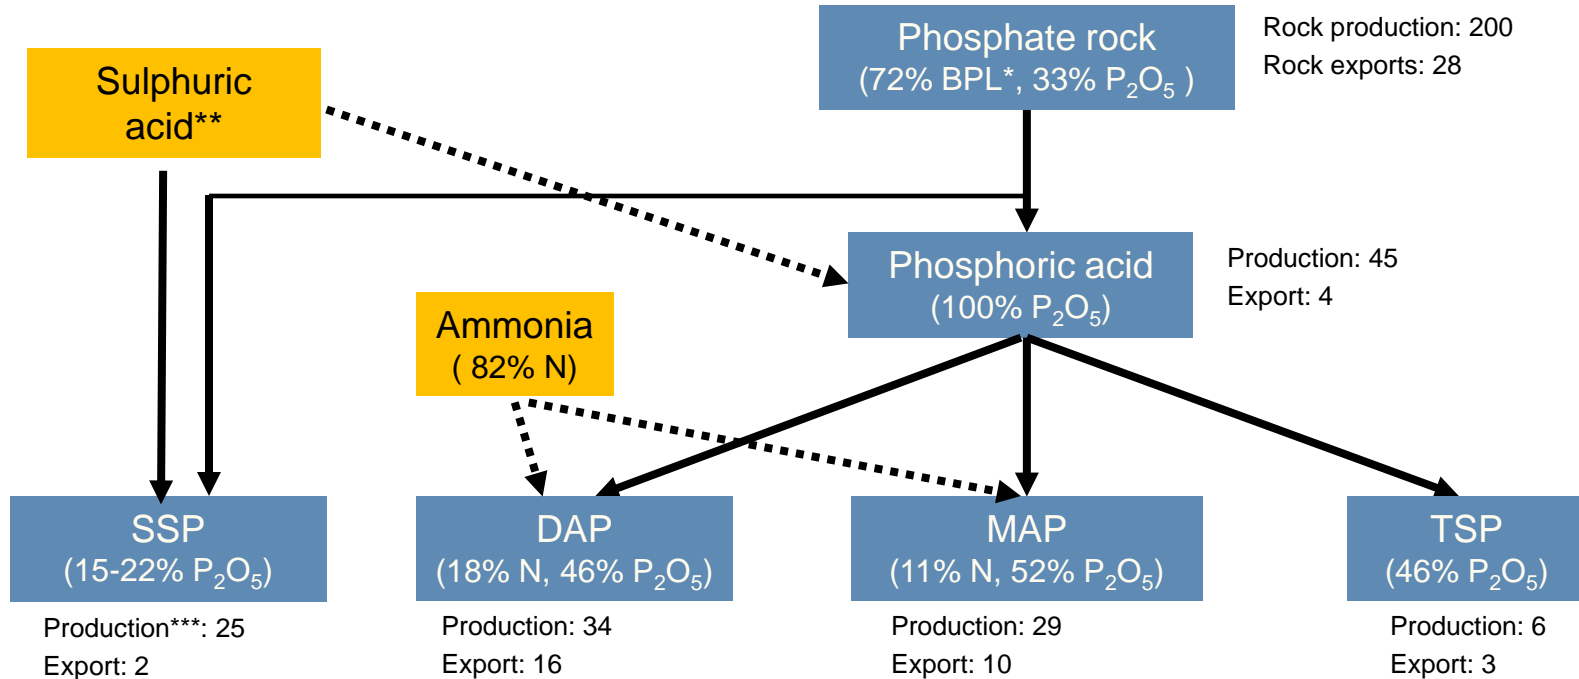 Phosphate rock
(72% BPL*, 33% P₂O₅ )
Rock production: 200
Rock exports: 28
Sulphuric
acid**
Phosphoric acid
(100% P₂O₅)
Production: 45
Export: 4
Ammonia
( 82% N)
SSP
(15-22% P₂O₅)
Production***: 25
Export: 2
DAP
(18% N, 46% P₂O₅)
Production: 34
Export: 16
MAP
(11% N, 52% P₂O₅)
Production: 29
Export: 10
TSP
(46% P₂O₅)
Production: 6
Export: 3